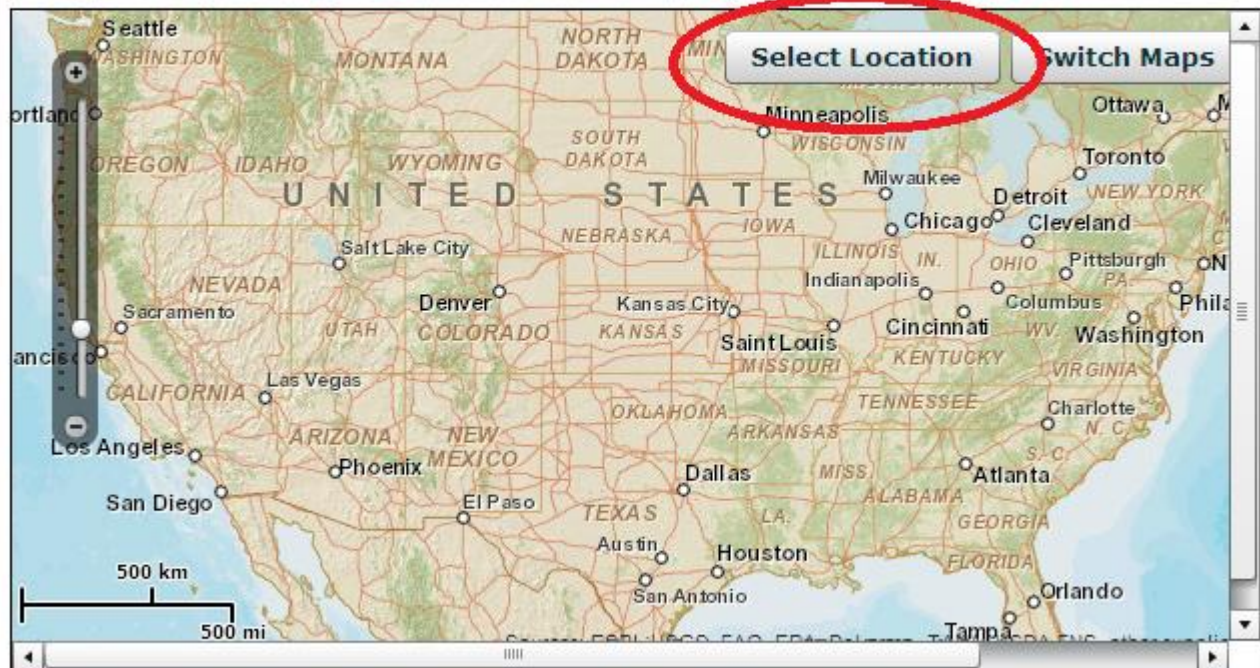 Seattle
WASHINGTON
MONTANA
NORTH
DAKOTA
Select Location
Switch Maps
ortland
Minneapolis
Ottawa
OREGON
IDAHO
WYOMING
SOUTH
DAKOTA
WISCONSIN
Toronto
UNITED STATES
Milwaukee
Detroit
NEW YORK
Chicago
Cleveland
NEBRASKA
IOWA
Salt Lake City
ILLINOIS
IN.
OHIO
Pittsburgh
PA.
NEVADA
Indianapolis
Denver
Kansas City
Columbus
Phila
Sacramento
UTAH
COLORADO
KANSAS
Saint Louis
Cincinnati
WV.
Washington
ancisco
MISSOURI
KENTUCKY
VIRGINIA
CALIFORNIA
Las Vegas
OKLAHOMA
TENNESSEE
Charlotte
N. C.
Los Angeles
ARIZONA
NEW
MEXICO
ARKANSAS
Phoenix
Dallas
MISS.
S. C.
Atlanta
San Diego
El Paso
TEXAS
LA.
ALABAMA
GEORGIA
Austin
Houston
FLORIDA
500 km
San Antonio
Orlando
500 mi
Tampa